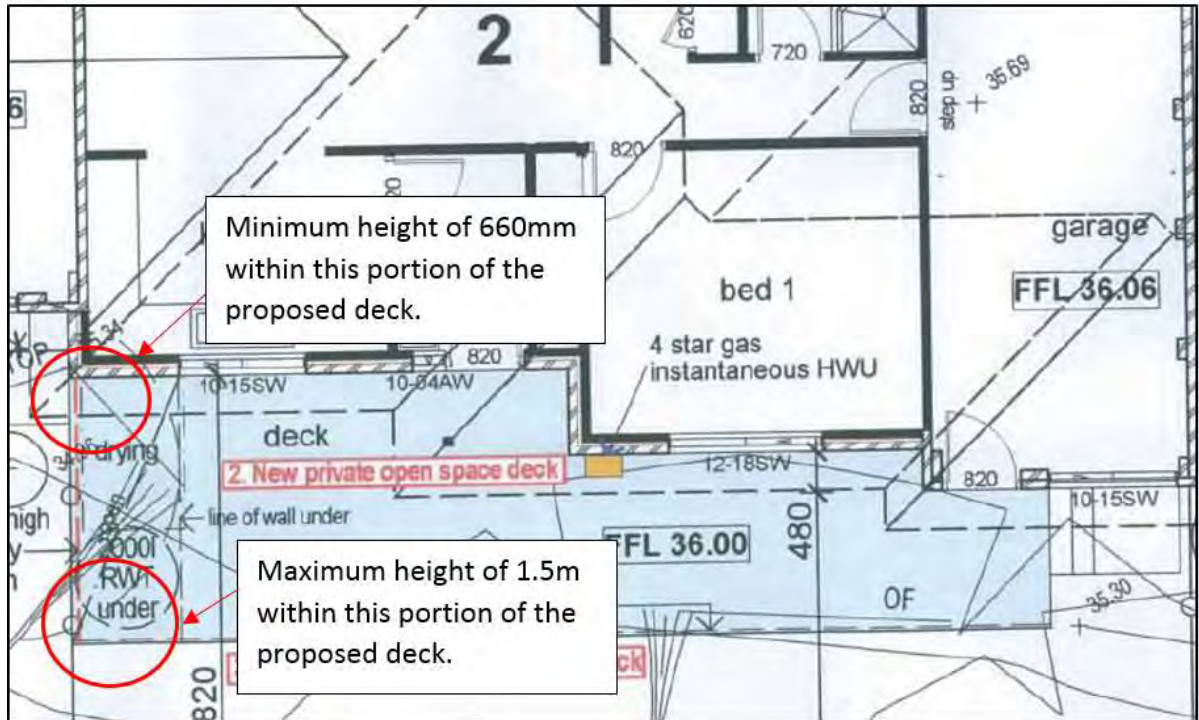 2
620
720
820
step up
35.69
6
820
20
garage
FFL 36.06
Minimum height of 660mm
within this portion of the
proposed deck.
bed 1
4 star gas
instantaneous HWU
820
10-15SW
10-04AW
deck
drying
2. New private open space deck
12-18SW
820
10-15SW
line of wall under
high
RWT
under
FFL 36.00
480
OF
35.30
Maximum height of 1.5m
within this portion of the
proposed deck.
820